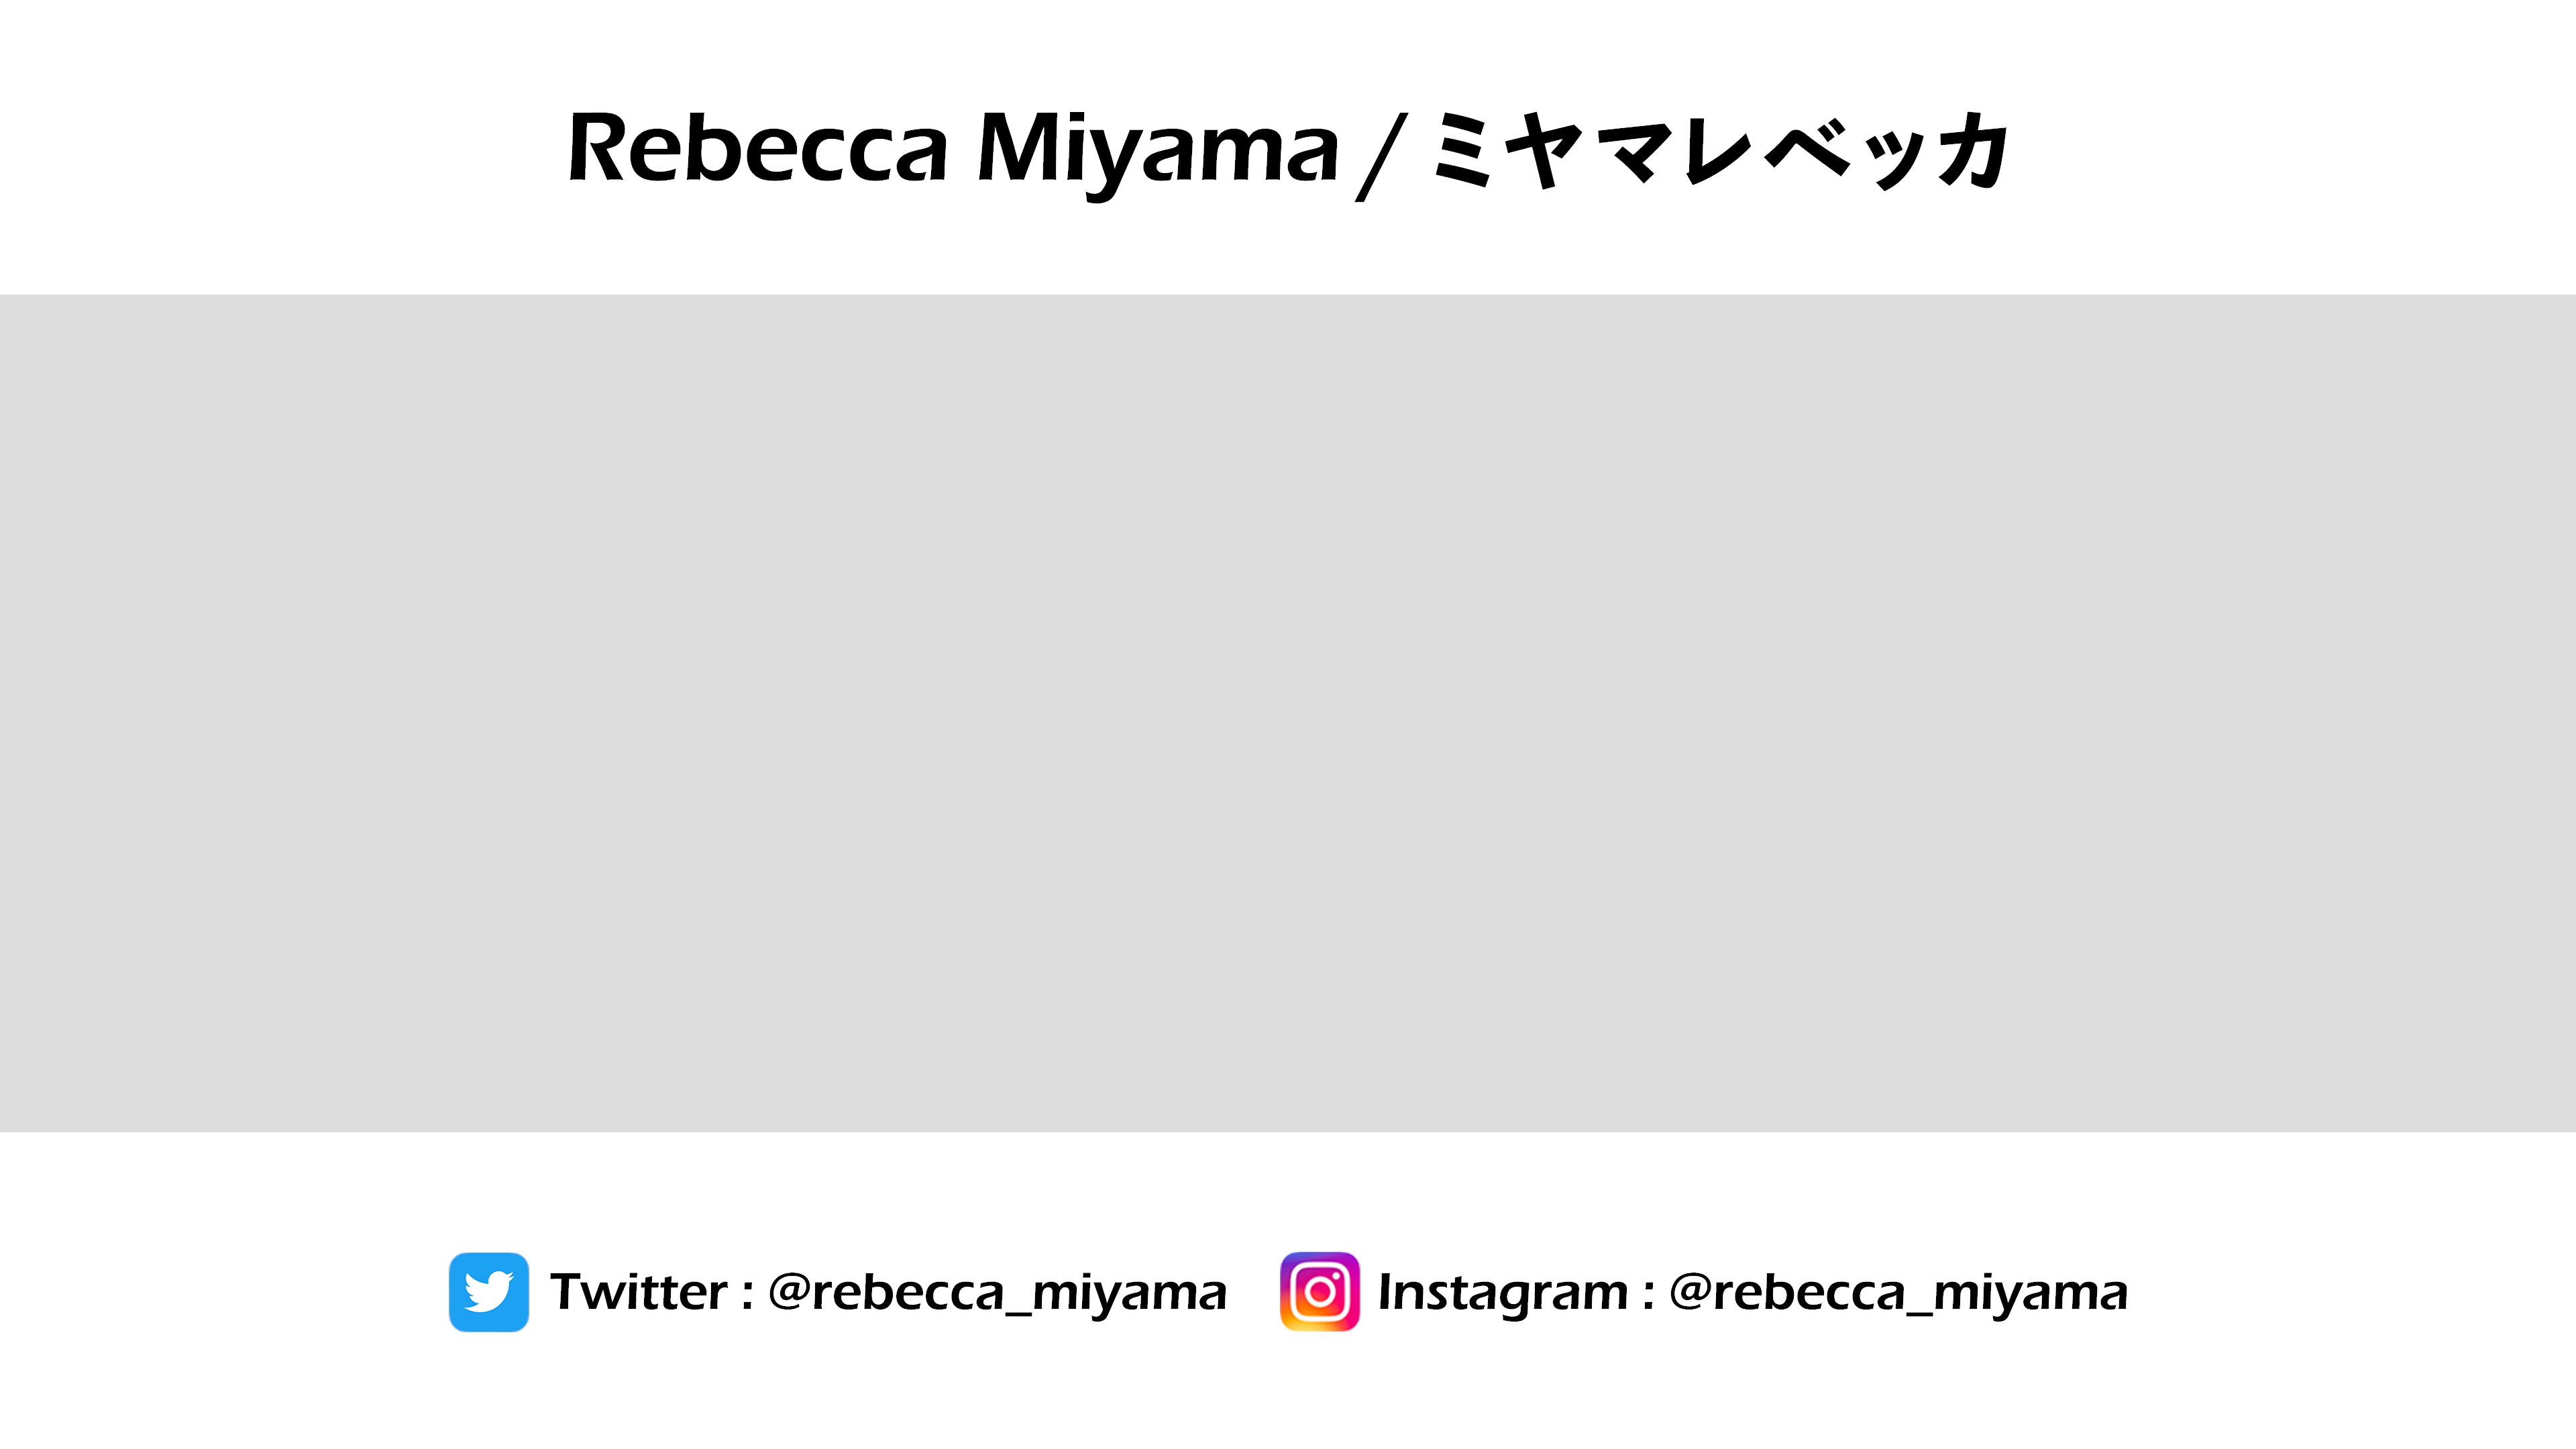 Rebecca Miyama / ミヤマレベッカ
Twitter : @rebecca_miyama Instagram : @rebecca_miyama